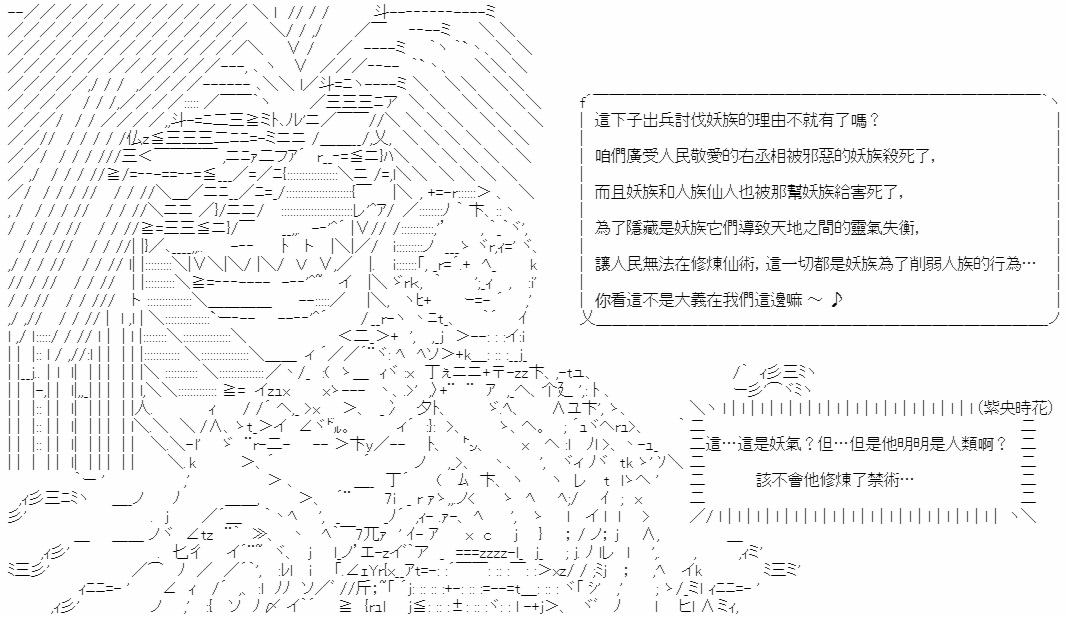 這下子出兵討伐妖族的理由不就有了嗎？
咱們廣受人民敬愛的右丞相被邪惡的妖族殺死了,
而且妖族和人族仙人也被那幫妖族給害死了,
為了隱藏是妖族它們導致天地之間的靈氣失衡,
讓人民無法在修煉仙術, 這一切都是妖族為了削弱人族的行為…
你看這不是大義在我們這邊嘛 ～ ♪
(紫央時花)
這…這是妖氣？但…但是他明明是人類啊？
該不會他修煉了禁術…